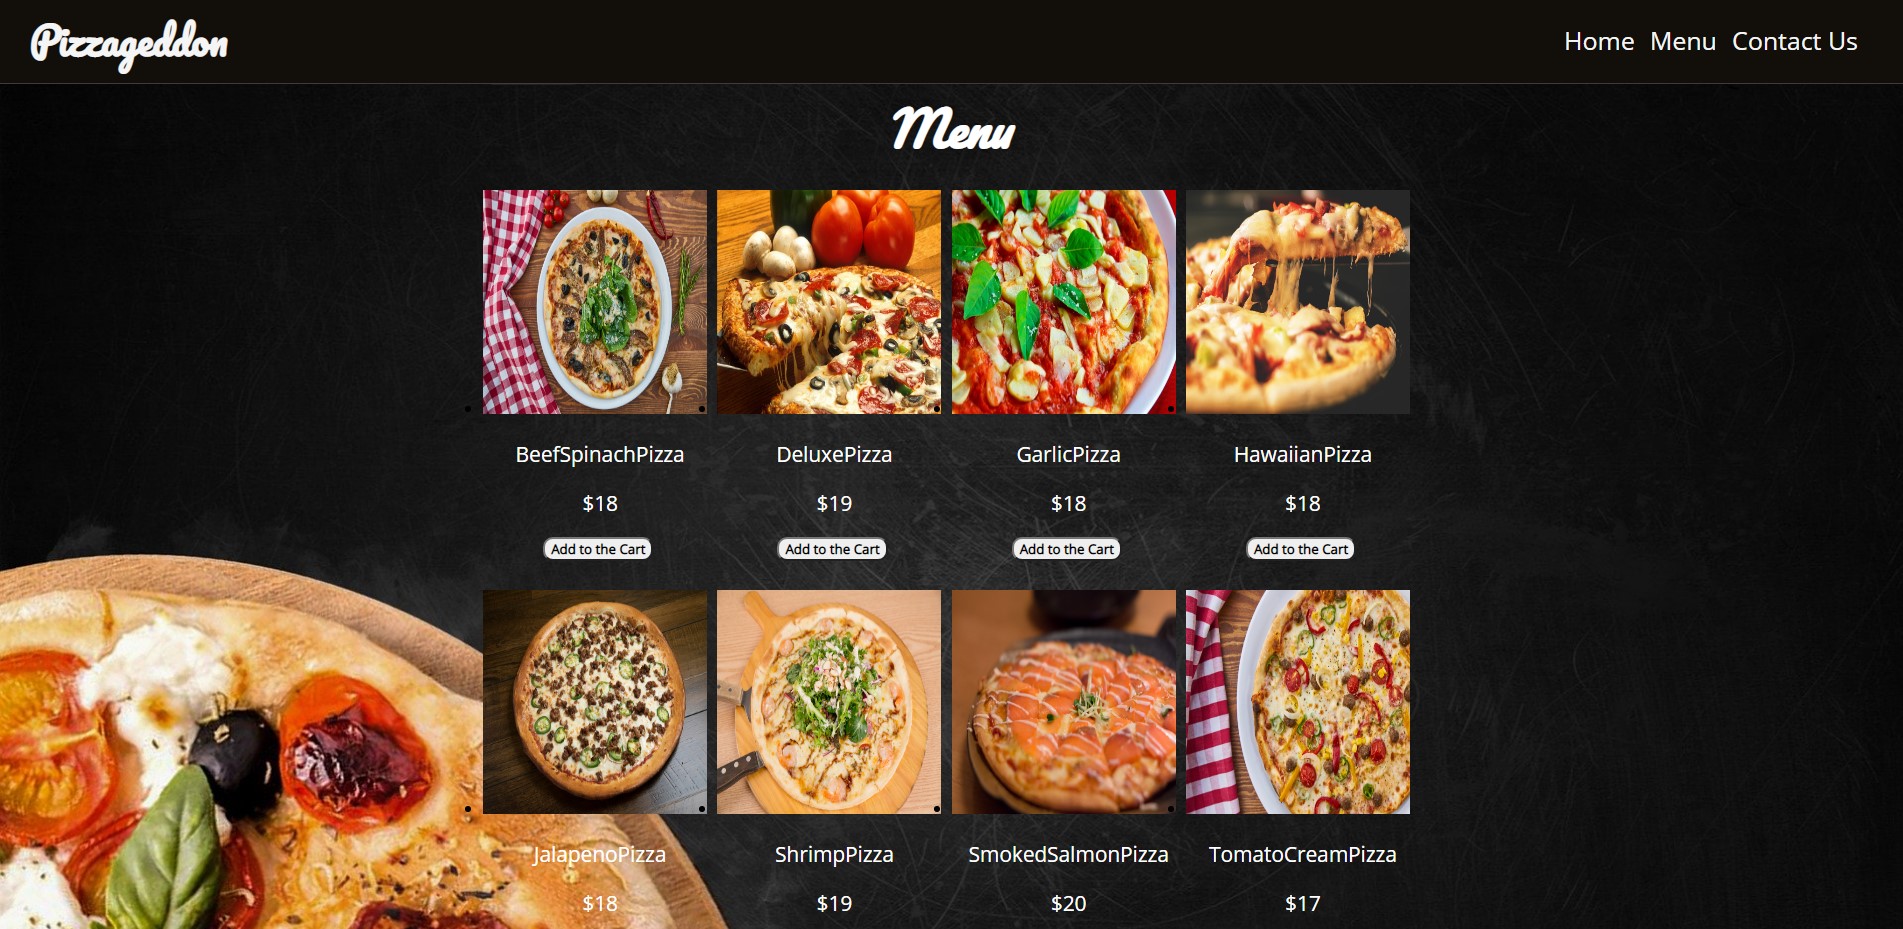 Pizzageddon
Home Menu Contact Us
Menu
BeefSpinachPizza DeluxePizza GarlicPizza HawaiianPizza
$18 $19 $18 $18
Add to the Cart Add to the Cart Add to the Cart Add to the Cart
JalapenoPizza ShrimpPizza SmokedSalmonPizza TomatoCreamPizza
$18 $19 $20 $17